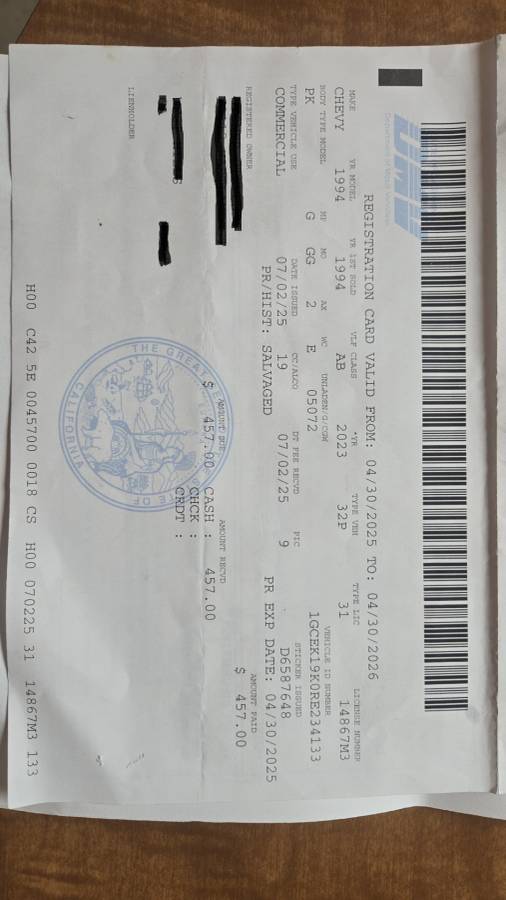 DMV
Department of Motor Vehicles
REGISTRATION CARD VALID FROM: 04/30/2025 TO: 04/30/2026
MAKE YR MODEL YR 1ST SOLD VLF CLASS *YR TYPE VEH TYPE LIC LICENSE NUMBER
CHEVY 1994 1994 AB 2023 32P 31 14867M3
BODY TYPE MODEL MP MO AX WC UNLADEN/G/CGW VEHICLE ID NUMBER
PK G GG 2 E 05072 1GCEK19K0RE234133
TYPE VEHICLE USE DATE ISSUED CC/ALCO DT FEE RECVD PIC STICKER ISSUED
COMMERCIAL 07/02/25 19 07/02/25 9 D6587648
PR/HIST: SALVAGED PR EXP DATE: 04/30/2025
REGISTERED OWNER AMOUNT PAID
$ 457.00
AMOUNT DUE AMOUNT RECVD
$ 457.00 CASH : 457.00
CHCK :
CRDT :
LIENHOLDER
THE GREAT SEAL OF CALIFORNIA
H00 C42 5E 0045700 0018 CS H00 070225 31 14867M3 133